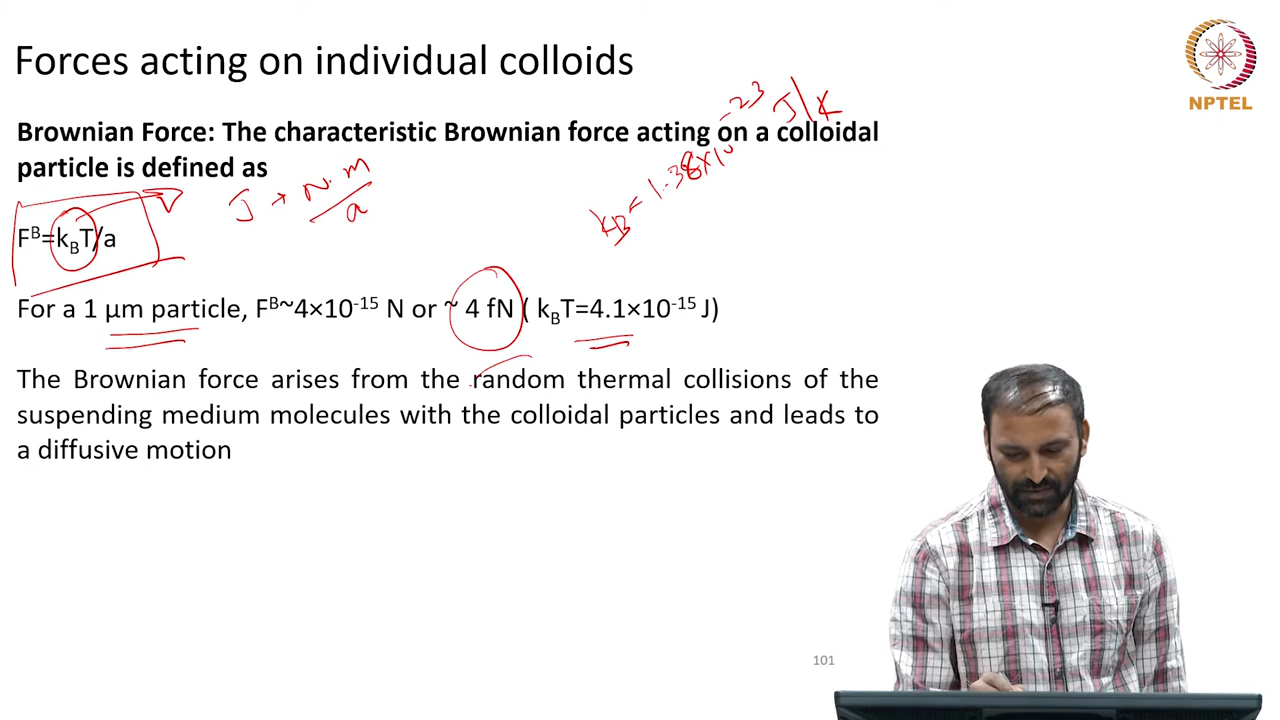 Forces acting on individual colloids
NPTEL
Brownian Force: The characteristic Brownian force acting on a colloidal
particle is defined as
kB = 1.38×10-23 J/K
J → N.m/a
FB=kBT/a
For a 1 µm particle, FB~4×10-15 N or ~ 4 fN ( kBT=4.1×10-15 J)
The Brownian force arises from the random thermal collisions of the
suspending medium molecules with the colloidal particles and leads to
a diffusive motion
101